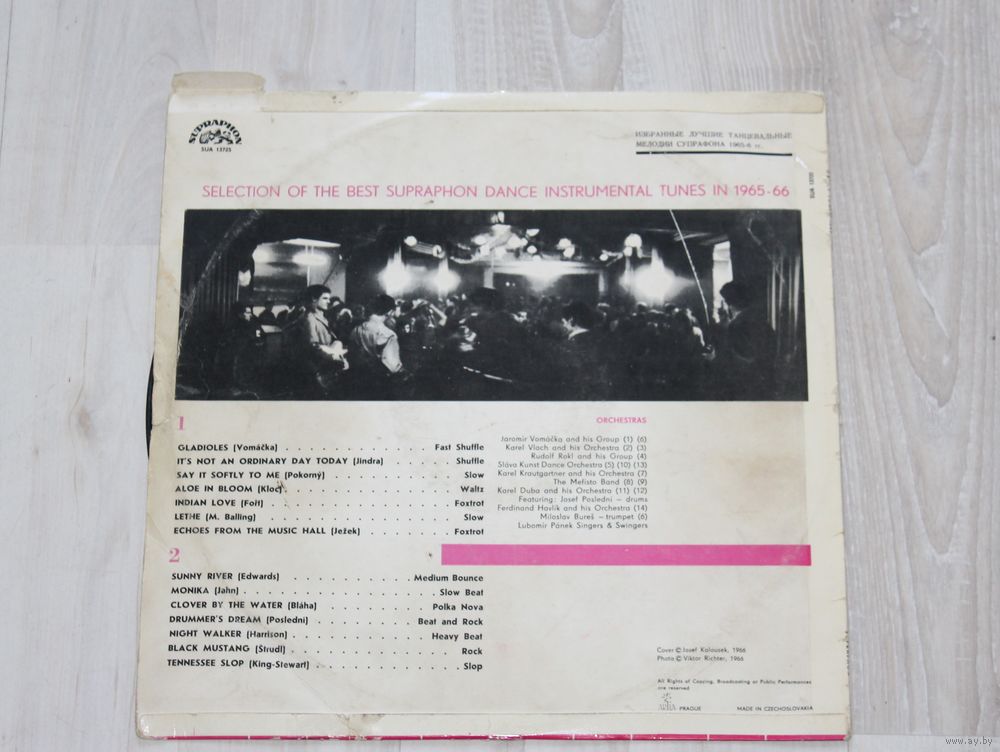 SUPRAPHON
SUA 13725
ИЗБРАННЫЕ ЛУЧШИЕ ТАНЦЕВАЛЬНЫЕ
МЕЛОДИИ СУПРАФОНА 1965-6 гг.
SELECTION OF THE BEST SUPRAPHON DANCE INSTRUMENTAL TUNES IN 1965-66
1
GLADIOLES (Vomáčka) . . . . . . . . . . . . Fast Shuffle
IT'S NOT AN ORDINARY DAY TODAY (Jindra) . . . . . Shuffle
SAY IT SOFTLY TO ME (Pokorný) . . . . . . . . . . Slow
ALOE IN BLOOM (Kloc) . . . . . . . . . . . . . Waltz
INDIAN LOVE (Fořt) . . . . . . . . . . . . . Foxtrot
LETHE (M. Balling) . . . . . . . . . . . . . . Slow
ECHOES FROM THE MUSIC HALL (Ježek) . . . . . . . Foxtrot
ORCHESTRAS
Jaromír Vomáčka and his Group (1) (6)
Karel Vlach and his Orchestra (2) (3)
Rudolf Rokl and his Group (4)
Sláva Kunst Dance Orchestra (5) (10) (13)
Karel Krautgartner and his Orchestra (7)
The Mefisto Band (8) (9)
Karel Duba and his Orchestra (11) (12)
Featuring: Josef Poslední – drums
Ferdinand Havlík and his Orchestra (14)
Miloslav Bureš – trumpet (6)
Lubomír Pánek Singers & Swingers
2
SUNNY RIVER (Edwards) . . . . . . . . . . Medium Bounce
MONIKA (Jahn) . . . . . . . . . . . . . . . Slow Beat
CLOVER BY THE WATER (Bláha) . . . . . . . . . Polka Nova
DRUMMER'S DREAM (Poslední) . . . . . . . . Beat and Rock
NIGHT WALKER (Harrison) . . . . . . . . . . . Heavy Beat
BLACK MUSTANG (Štrudl) . . . . . . . . . . . . . Rock
TENNESSEE SLOP (King-Stewart) . . . . . . . . . . . Slop
Cover © Josef Kalousek, 1966
Photo © Viktor Richter, 1966
All Rights of Copying, Broadcasting or Public Performances
are reserved
ARTIA PRAGUE MADE IN CZECHOSLOVAKIA
www.ay.by